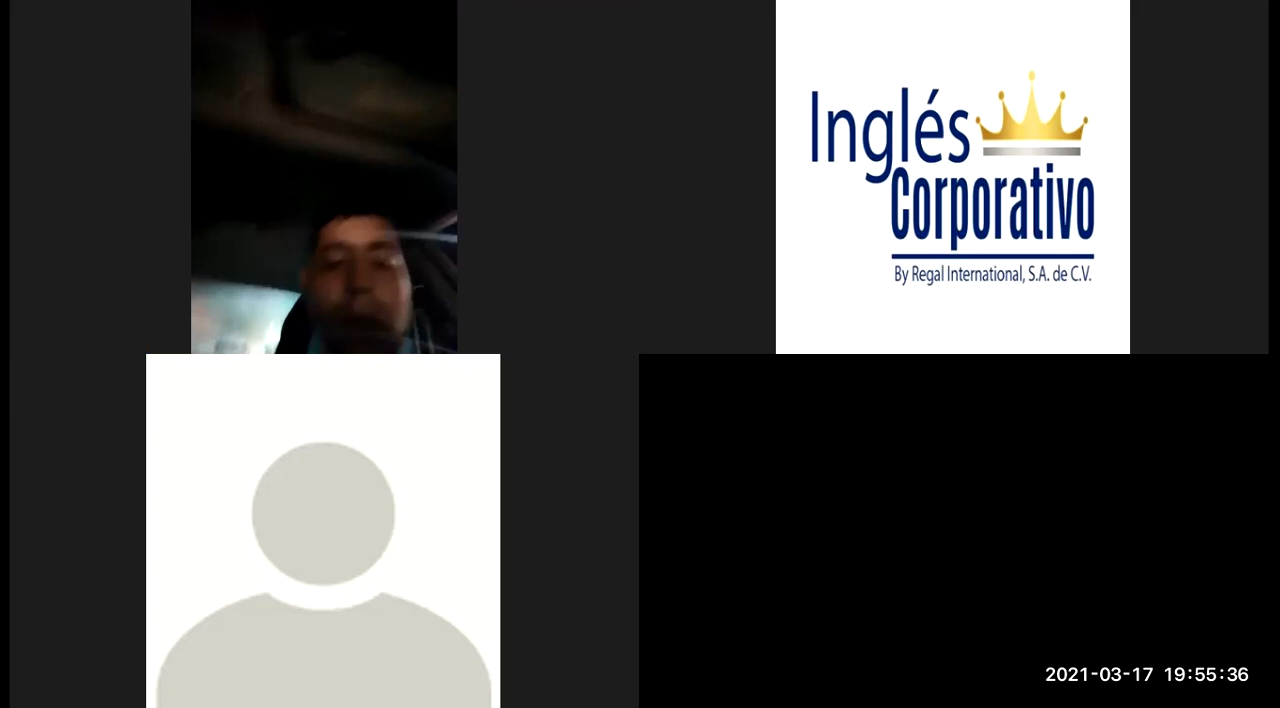 Inglés
Corporativo
By Regal International, S.A. de C.V.
2021-03-17 19:55:36